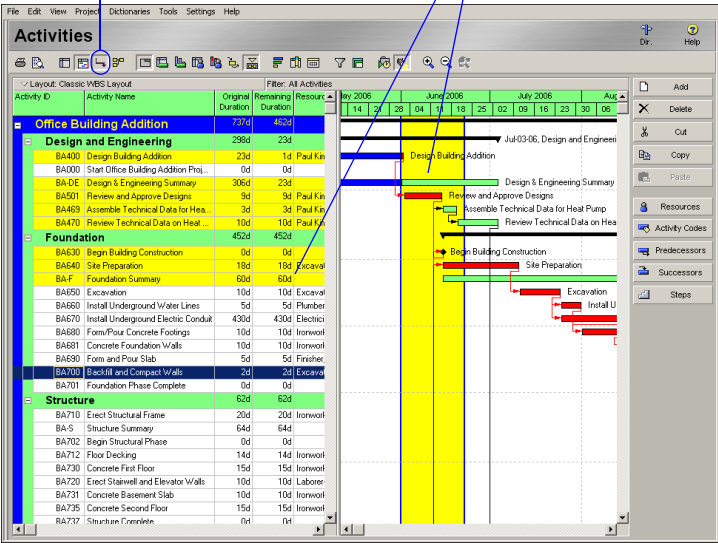 File Edit View Project Dictionaries Tools Settings Help
Activities
Dir. Help
Layout: Classic WBS Layout Filter: All Activities
Activity ID Activity Name Original Duration Remaining Duration
June 2006 July 2006
14 28 04 18 25 02 09 16 23 30 06
Office Building Addition 737d 462d
Design and Engineering 298d 23d
BA400 Design Building Addition 23d 1d Paul Kin
BA000 Start Office Building Addition Proj... 0d 0d
BA-DE Design & Engineering Summary 306d 23d
BA501 Review and Approve Designs 9d 9d Paul Kin
BA469 Assemble Technical Data for Hea... 3d 3d Paul Kin
BA470 Review Technical Data on Heat ... 10d 10d Paul Kin
Foundation 452d 452d
BA630 Begin Building Construction 0d 0d
BA640 Site Preparation 18d 18d Excava
BA-F Foundation Summary 60d 60d
BA650 Excavation 10d 10d Excava
BA660 Install Underground Water Lines 5d 5d Plumber
BA670 Install Underground Electric Conduit 430d 430d Electrici
BA680 Form/Pour Concrete Footings 10d 10d Ironwork
BA681 Concrete Foundation Walls 10d 10d Ironwork
BA690 Form and Pour Slab 5d 5d Finisher,
BA700 Backfill and Compact Walls 2d 2d Excava
BA701 Foundation Phase Complete 0d 0d
Structure 62d 62d
BA710 Erect Structural Frame 20d 20d Ironwork
BA-S Structure Summary 64d 64d
BA702 Begin Structural Phase 0d 0d
BA712 Floor Decking 14d 14d Ironwork
BA730 Concrete First Floor 15d 15d Ironwork
BA720 Erect Stairwell and Elevator Walls 10d 10d Laborer-
BA731 Concrete Basement Slab 10d 10d Ironwork
BA735 Concrete Second Floor 15d 15d Ironwork
BA737 Structure Complete 0d 0d
Jul-03-06, Design and Engineeri
Design Building Addition
Design & Engineering Summary
Review and Approve Designs
Assemble Technical Data for Heat Pump
Review Technical Data on Hea
Begin Building Construction
Site Preparation
Excavation
Install U
Add
Delete
Cut
Copy
Paste
Resources
Activity Codes
Predecessors
Successors
Steps